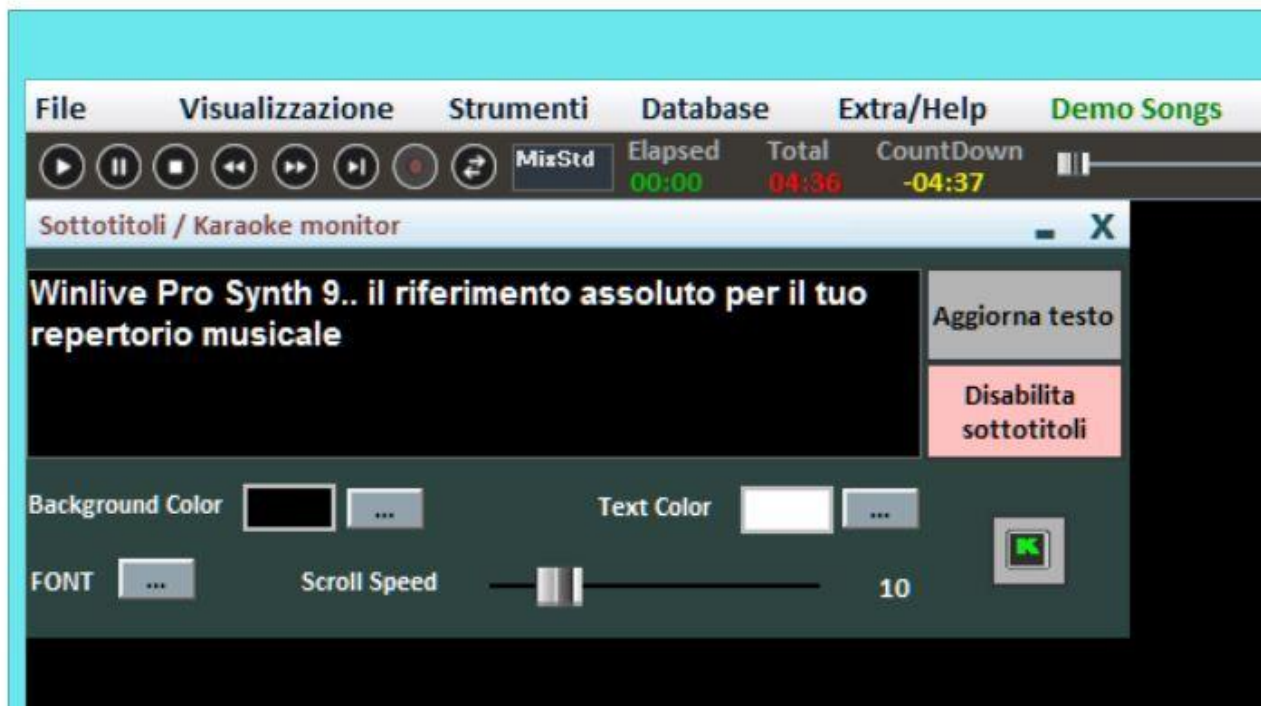 File Visualizzazione Strumenti Database Extra/Help Demo Songs
MixStd Elapsed Total CountDown
00:00 04:36 -04:37
Sottotitoli / Karaoke monitor X
Winlive Pro Synth 9.. il riferimento assoluto per il tuo
repertorio musicale
Aggiorna testo
Disabilita
sottotitoli
Background Color ... Text Color ...
K
FONT ... Scroll Speed 10